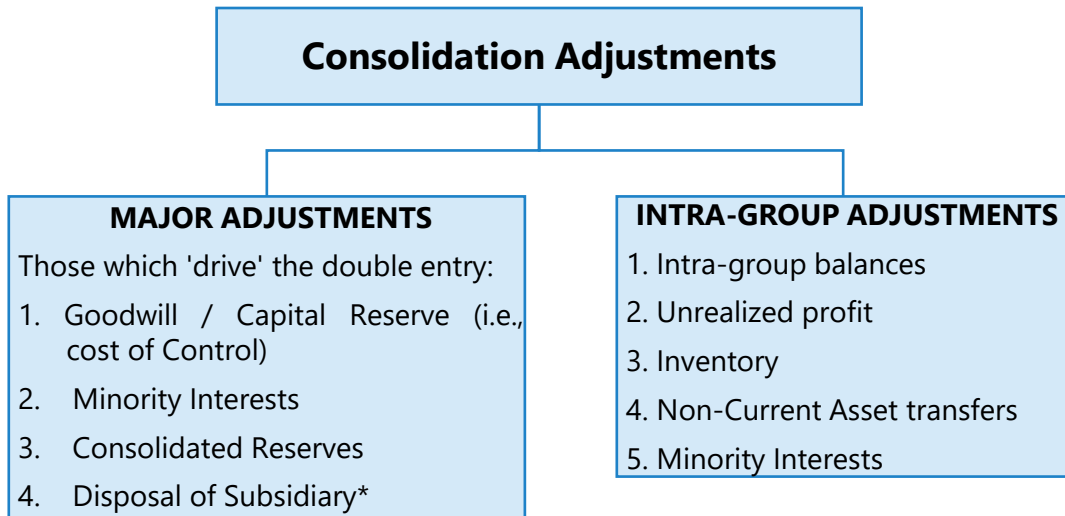 Consolidation Adjustments
MAJOR ADJUSTMENTS
Those which 'drive' the double entry:
1. Goodwill / Capital Reserve (i.e.,
cost of Control)
2. Minority Interests
3. Consolidated Reserves
4. Disposal of Subsidiary*
INTRA-GROUP ADJUSTMENTS
1. Intra-group balances
2. Unrealized profit
3. Inventory
4. Non-Current Asset transfers
5. Minority Interests